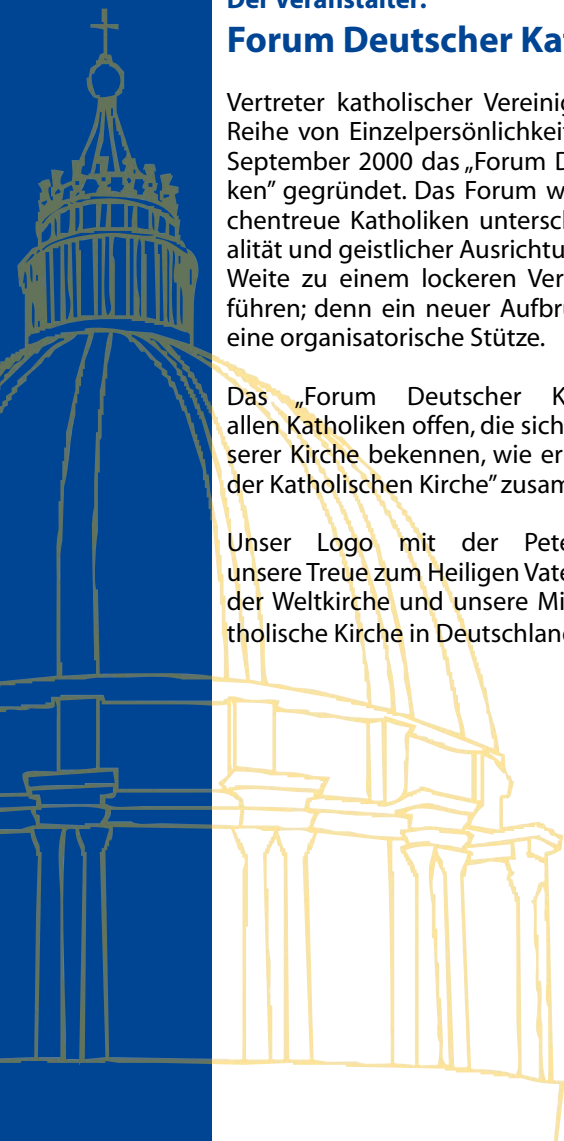 Der Veranstalter:
Forum Deutscher Ka
Vertreter katholischer Vereinig
Reihe von Einzelpersönlichkeit
September 2000 das „Forum D
ken” gegründet. Das Forum w
chentreue Katholiken untersch
alität und geistlicher Ausrichtu
Weite zu einem lockeren Ver
führen; denn ein neuer Aufbru
eine organisatorische Stütze.
Das „Forum Deutscher K
allen Katholiken offen, die sich
serer Kirche bekennen, wie er
der Katholischen Kirche” zusam
Unser Logo mit der Pete
unsere Treue zum Heiligen Vate
der Weltkirche und unsere Mi
tholische Kirche in Deutschland